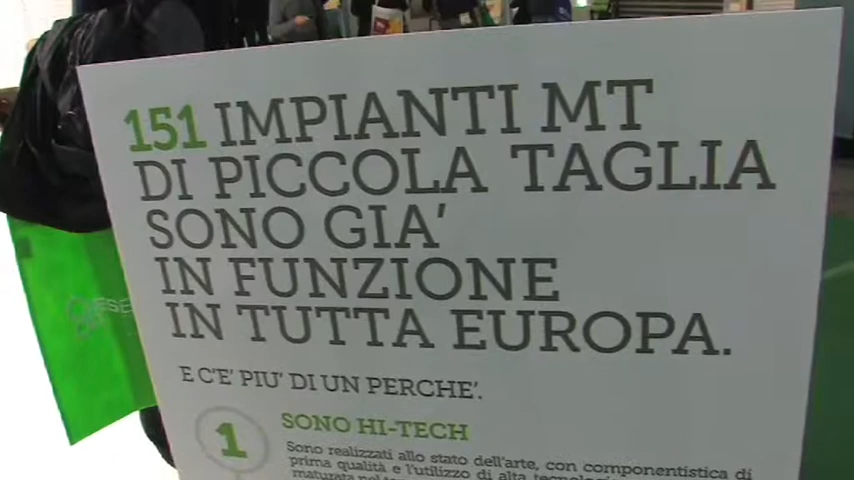 151 IMPIANTI MT
DI PICCOLA TAGLIA
SONO GIA'
IN FUNZIONE
IN TUTTA EUROPA.
E C'E' PIU' DI UN PERCHE'.
1
SONO HI-TECH
Sono realizzati allo stato dell'arte, con componentistica di
prima qualità e l'utilizzo di alta
maturata